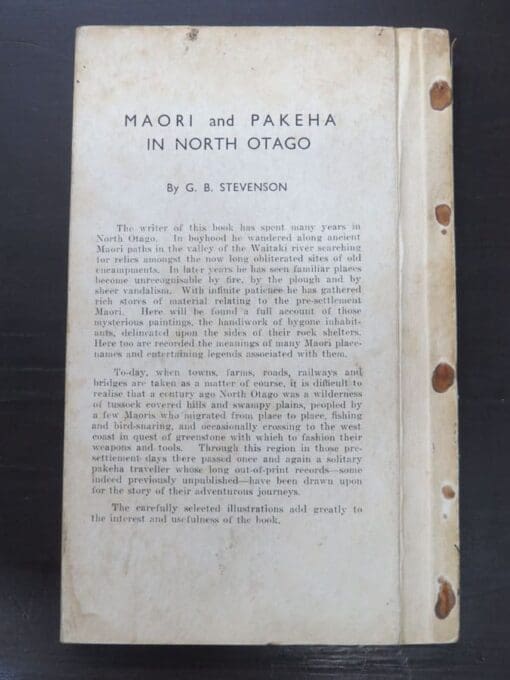 MAORI and PAKEHA
IN NORTH OTAGO
By G. B. STEVENSON
The writer of this book has spent many years in
North Otago. In boyhood he wandered along ancient
Maori paths in the valley of the Waitaki river searching
for relics amongst the now long obliterated sites of old
encampments. In later years he has seen familiar places
become unrecognisable by fire, by the plough and by
sheer vandalism. With infinite patience he has gathered
rich stores of material relating to the pre-settlement
Maori. Here will be found a full account of those
mysterious paintings, the handiwork of bygone inhabit-
ants, delineated upon the sides of their rock shelters.
Here too are recorded the meanings of many Maori place-
names and entertaining legends associated with them.
To-day, when towns, farms, roads, railways and
bridges are taken as a matter of course, it is difficult to
realise that a century ago North Otago was a wilderness
of tussock covered hills and swampy plains, peopled by
a few Maoris who migrated from place to place, fishing
and bird-snaring, and occasionally crossing to the west
coast in quest of greenstone with which to fashion their
weapons and tools. Through this region in those pre-
settlement days there passed once and again a solitary
pakeha traveller whose long out-of-print records—some
indeed previously unpublished—have been drawn upon
for the story of their adventurous journeys.
The carefully selected illustrations add greatly to
the interest and usefulness of the book.